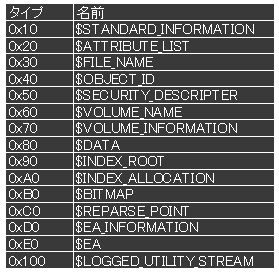 タイプ 名前
0x10 $STANDARD_INFORMATION
0x20 $ATTRIBUTE_LIST
0x30 $FILE_NAME
0x40 $OBJECT_ID
0x50 $SECURITY_DESCRIPTER
0x60 $VOLUME_NAME
0x70 $VOLUME_INFORMATION
0x80 $DATA
0x90 $INDEX_ROOT
0xA0 $INDEX_ALLOCATION
0xB0 $BITMAP
0xC0 $REPARSE_POINT
0xD0 $EA_INFORMATION
0xE0 $EA
0x100 $LOGGED_UTILITY_STREAM